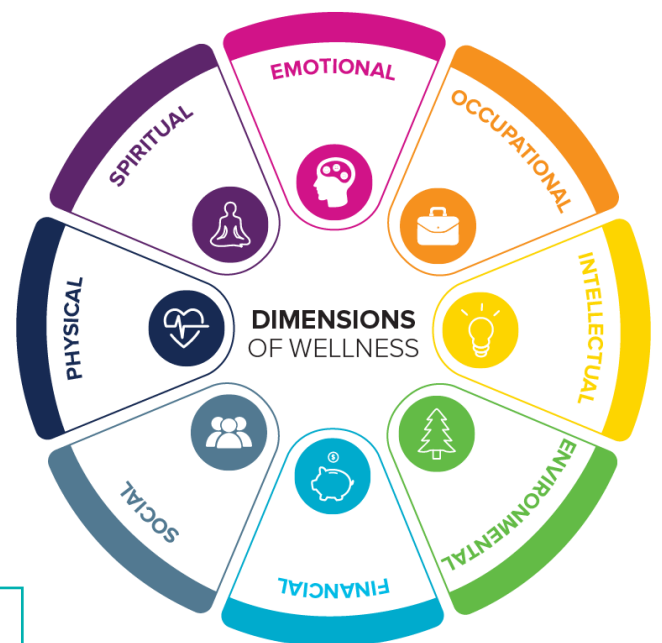 EMOTIONAL
OCCUPATIONAL
INTELLECTUAL
ENVIRONMENTAL
FINANCIAL
SOCIAL
PHYSICAL
SPIRITUAL
DIMENSIONS
OF WELLNESS
$